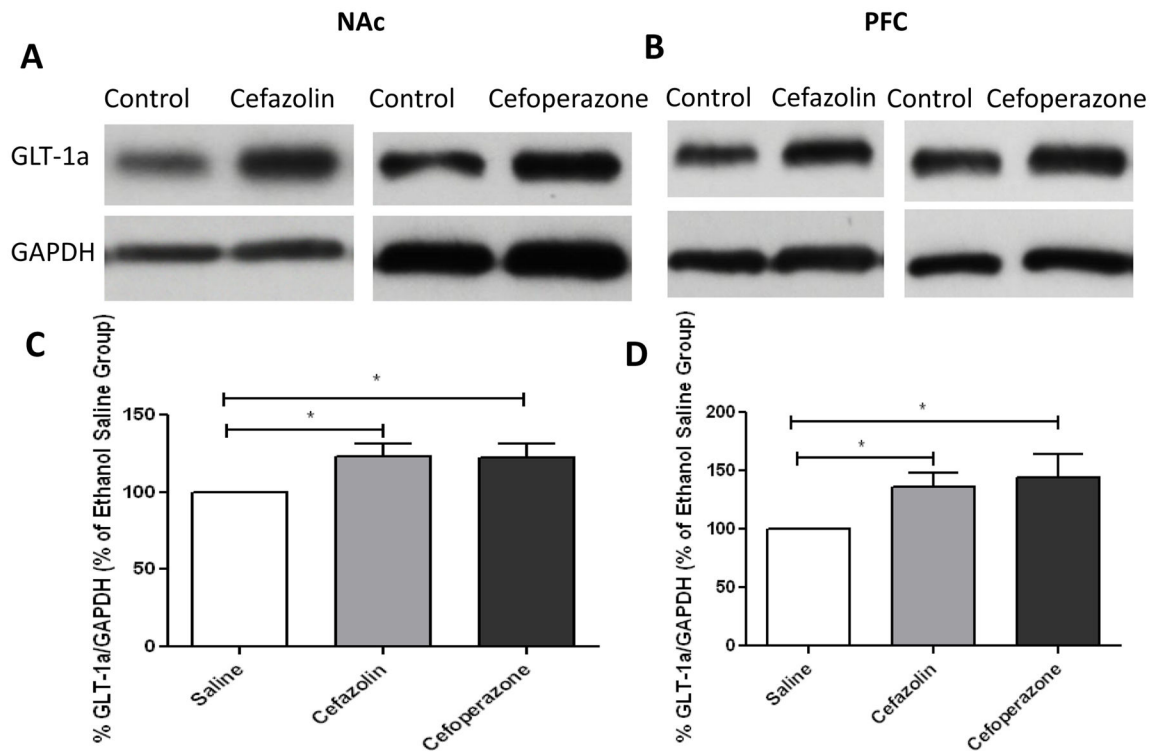 NAc
PFC
A
B
Control Cefazolin Control Cefoperazone
Control Cefazolin Control Cefoperazone
GLT-1a
GAPDH
C
% GLT-1a/GAPDH (% of Ethanol Saline Group)
150
100
50
0
*
*
Saline
Cefazolin
Cefoperazone
D
% GLT-1a/GAPDH (% of Ethanol Saline Group)
200
150
100
50
0
*
*
Saline
Cefazolin
Cefoperazone